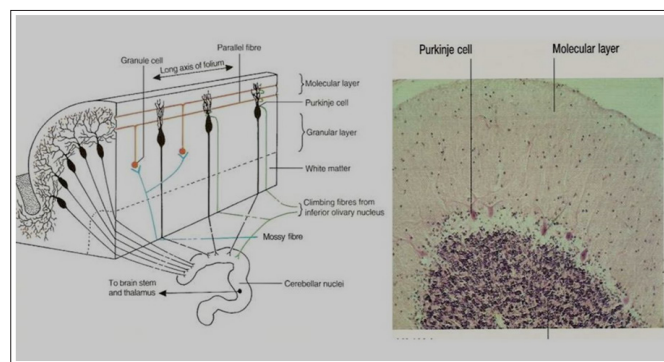 Parallel fibre
Granule cell
Long axis of folium
Molecular layer
Purkinje cell
Granular layer
White matter
Climbing fibres from
inferior olivary nucleus
Mossy fibre
To brain stem
and thalamus
Cerebellar nuclei
Purkinje cell
Molecular layer